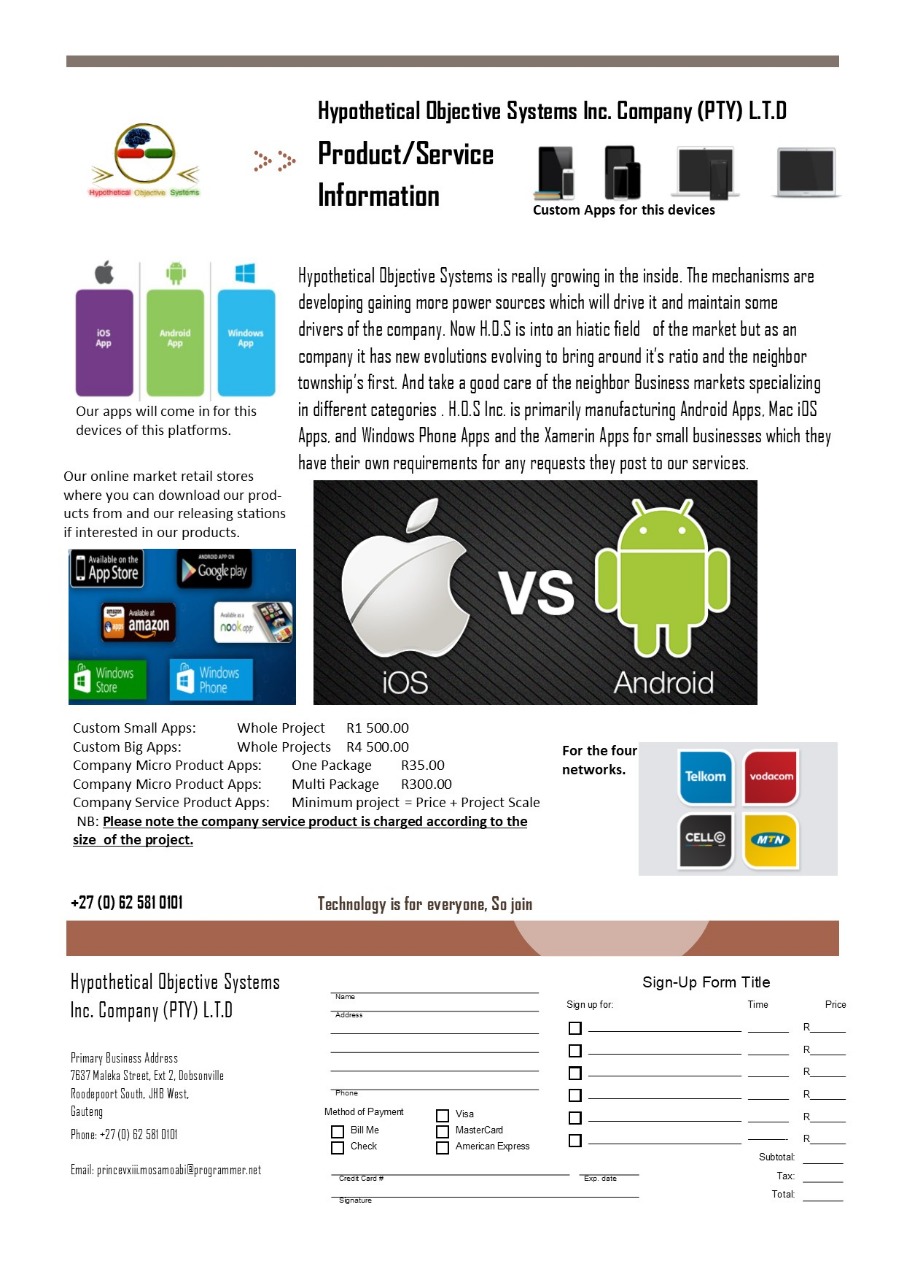 Hypothetical Objective Systems Inc. Company (PTY) L.T.D
Product/Service
Information
Hypothetical Objective Systems
Custom Apps for this devices
iOS
App
Android
App
Windows
App
Our apps will come in for this
devices of this platforms.
Hypothetical Objective Systems is really growing in the inside. The mechanisms are
developing gaining more power sources which will drive it and maintain some
drivers of the company. Now H.O.S is into an hiatic field of the market but as an
company it has new evolutions evolving to bring around it's ratio and the neighbor
township's first. And take a good care of the neighbor Business markets specializing
in different categories . H.O.S Inc. is primarily manufacturing Android Apps, Mac iOS
Apps, and Windows Phone Apps and the Xamerin Apps for small businesses which they
have their own requirements for any requests they post to our services.
Our online market retail stores
where you can download our prod-
ucts from and our releasing stations
if interested in our products.
Available on the
App Store
ANDROID APP ON
Google play
amazon
apps
Available at
amazon
Available as a
nook app
Windows
Store
Windows
Phone
VS
iOS
Android
Custom Small Apps: Whole Project R1 500.00
Custom Big Apps: Whole Projects R4 500.00
Company Micro Product Apps: One Package R35.00
Company Micro Product Apps: Multi Package R300.00
Company Service Product Apps: Minimum project = Price + Project Scale
NB: Please note the company service product is charged according to the
size of the project.
For the four
networks.
Telkom
vodacom
CELL C
MTN
+27 (0) 62 581 0101
Technology is for everyone, So join
Hypothetical Objective Systems
Inc. Company (PTY) L.T.D
Primary Business Address
7637 Maleka Street, Ext 2, Dobsonville
Roodepoort South, JHB West,
Gauteng
Phone: +27 (0) 62 581 0101
Email: princevxiii.mosamoabi@programmer.net
Name
Address
Phone
Method of Payment
Bill Me
Check
Visa
MasterCard
American Express
Credit Card #
Exp. date
Signature
Sign-Up Form Title
Sign up for: Time Price
R
R
R
R
R
R
Subtotal:
Tax:
Total: